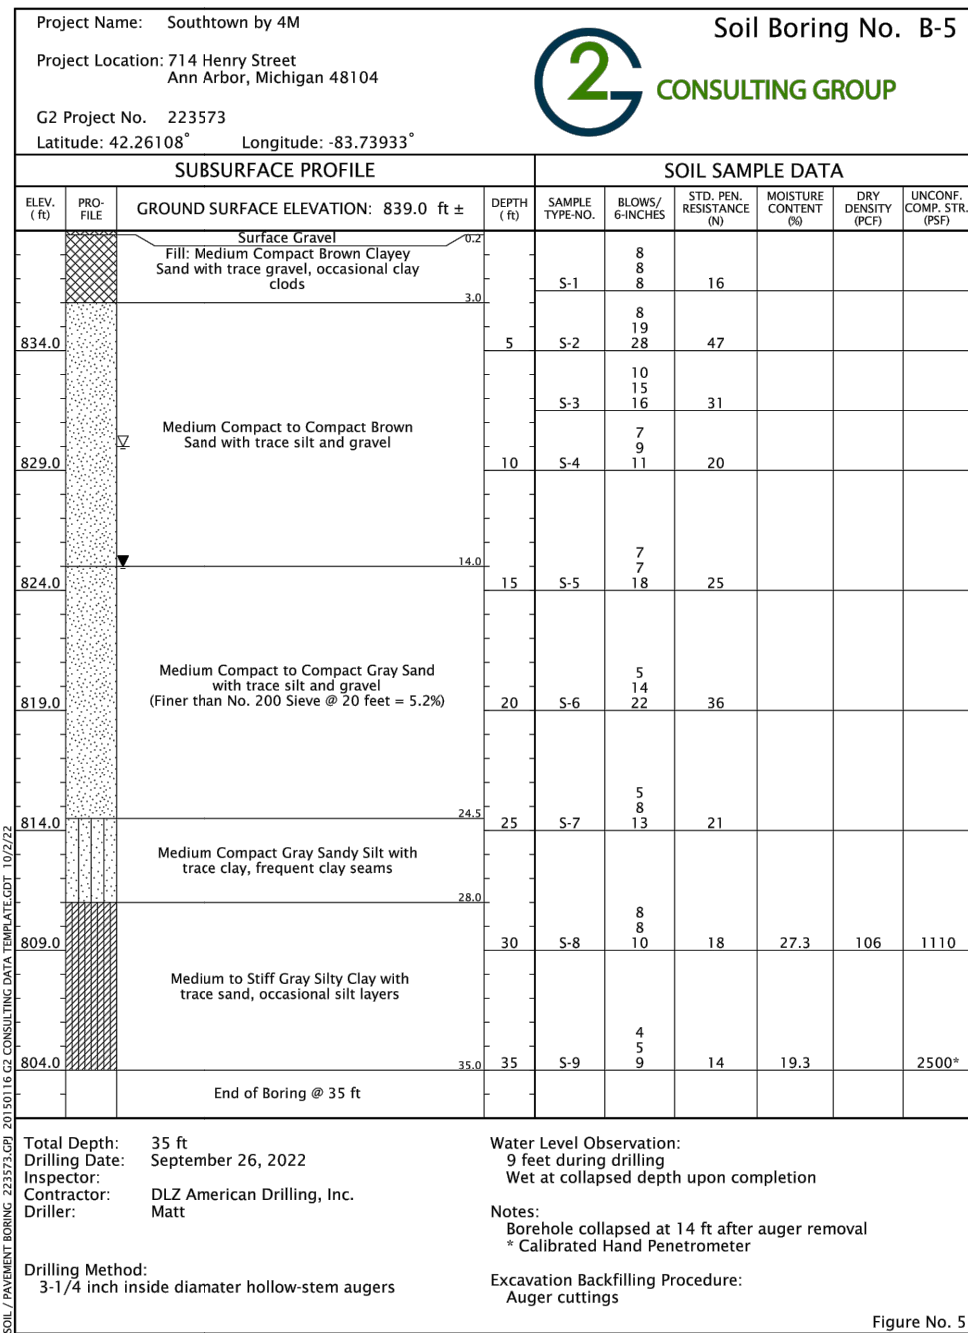 Project Name: Southtown by 4M
Project Location: 714 Henry Street
Ann Arbor, Michigan 48104
G2 Project No. 223573
Latitude: 42.26108° Longitude: -83.73933°
G2 CONSULTING GROUP
Soil Boring No. B-5
SUBSURFACE PROFILE
SOIL SAMPLE DATA
ELEV. (ft) PRO-FILE GROUND SURFACE ELEVATION: 839.0 ft ± DEPTH (ft) SAMPLE TYPE-NO. BLOWS/ 6-INCHES STD. PEN. RESISTANCE (N) MOISTURE CONTENT (%) DRY DENSITY (PCF) UNCONF. COMP. STR. (PSF)
Surface Gravel 0.2
Fill: Medium Compact Brown Clayey
Sand with trace gravel, occasional clay
clods
8
8
S-1 8 16
3.0
8
19
834.0 5 S-2 28 47
10
15
S-3 16 31
Medium Compact to Compact Brown
Sand with trace silt and gravel
7
9
829.0 10 S-4 11 20
14.0
7
7
824.0 15 S-5 18 25
Medium Compact to Compact Gray Sand
with trace silt and gravel
(Finer than No. 200 Sieve @ 20 feet = 5.2%)
5
14
819.0 20 S-6 22 36
24.5
5
8
814.0 25 S-7 13 21
Medium Compact Gray Sandy Silt with
trace clay, frequent clay seams
28.0
8
8
809.0 30 S-8 10 18 27.3 106 1110
Medium to Stiff Gray Silty Clay with
trace sand, occasional silt layers
4
5
804.0 35.0 35 S-9 9 14 19.3 2500*
End of Boring @ 35 ft
Total Depth: 35 ft
Drilling Date: September 26, 2022
Inspector:
Contractor: DLZ American Drilling, Inc.
Driller: Matt
Drilling Method:
3-1/4 inch inside diamater hollow-stem augers
Water Level Observation:
9 feet during drilling
Wet at collapsed depth upon completion
Notes:
Borehole collapsed at 14 ft after auger removal
* Calibrated Hand Penetrometer
Excavation Backfilling Procedure:
Auger cuttings
Figure No. 5
SOIL / PAVEMENT BORING 223573.GPJ 20150116 G2 CONSULTING DATA TEMPLATE.GDT 10/2/22